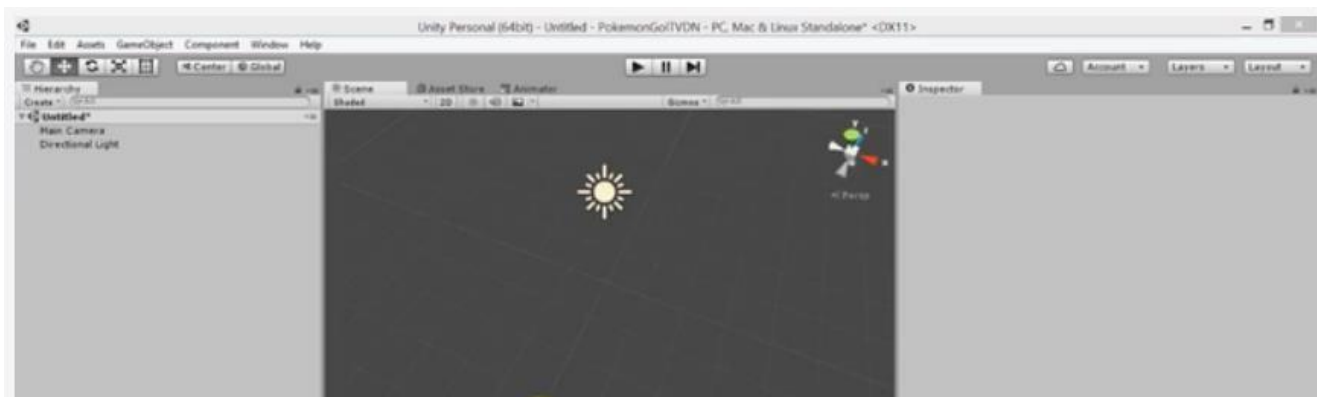 Unity Personal (64bit) - Untitled - PokemonGoITVDN - PC, Mac & Linux Standalone* <DX11>
File Edit Assets GameObject Component Window Help
Center Global Account Layers Layout
Hierarchy Scene Asset Store Animator Inspector
Create Shaded 2D Gizmos
Untitled*
Main Camera
Directional Light
y
x
Persp